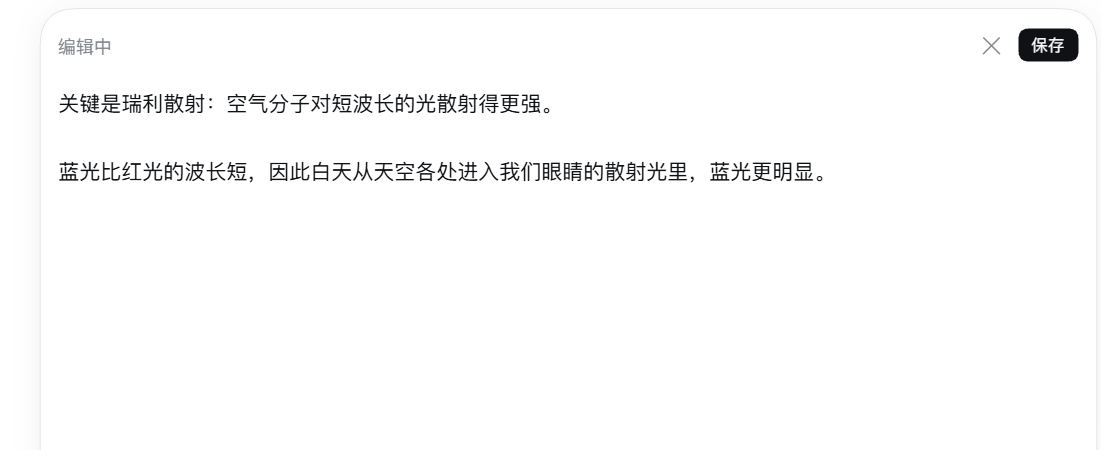 编辑中
保存
关键是瑞利散射：空气分子对短波长的光散射得更强。
蓝光比红光的波长短，因此白天从天空各处进入我们眼睛的散射光里，蓝光更明显。